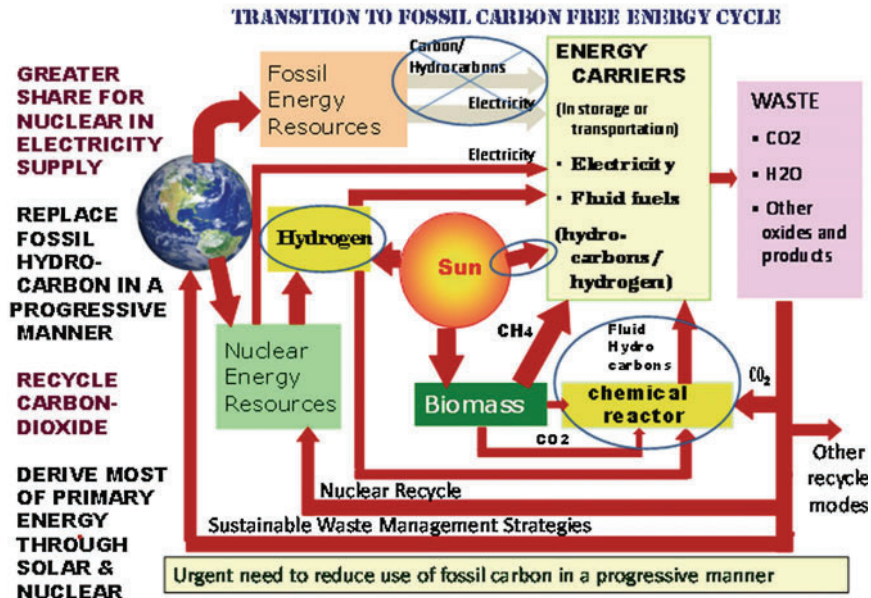 TRANSITION TO FOSSIL CARBON FREE ENERGY CYCLE
GREATER
SHARE FOR
NUCLEAR IN
ELECTRICITY
SUPPLY
REPLACE
FOSSIL
HYDRO-
CARBON IN A
PROGRESSIVE
MANNER
RECYCLE
CARBON-
DIOXIDE
DERIVE MOST
OF PRIMARY
ENERGY
THROUGH
SOLAR &
NUCLEAR
Fossil
Energy
Resources
Carbon/
Hydrocarbons
Electricity
Electricity
Hydrogen
Sun
Nuclear
Energy
Resources
Biomass
CH4
CO2
Fluid
Hydro
carbons
chemical
reactor
ENERGY
CARRIERS
(In storage or
transportation)
· Electricity
· Fluid fuels
(hydro-
carbons/
hydrogen)
WASTE
▪ CO2
▪ H2O
▪ Other
oxides and
products
CO₂
Other
recycle
modes
Nuclear Recycle
Sustainable Waste Management Strategies
Urgent need to reduce use of fossil carbon in a progressive manner